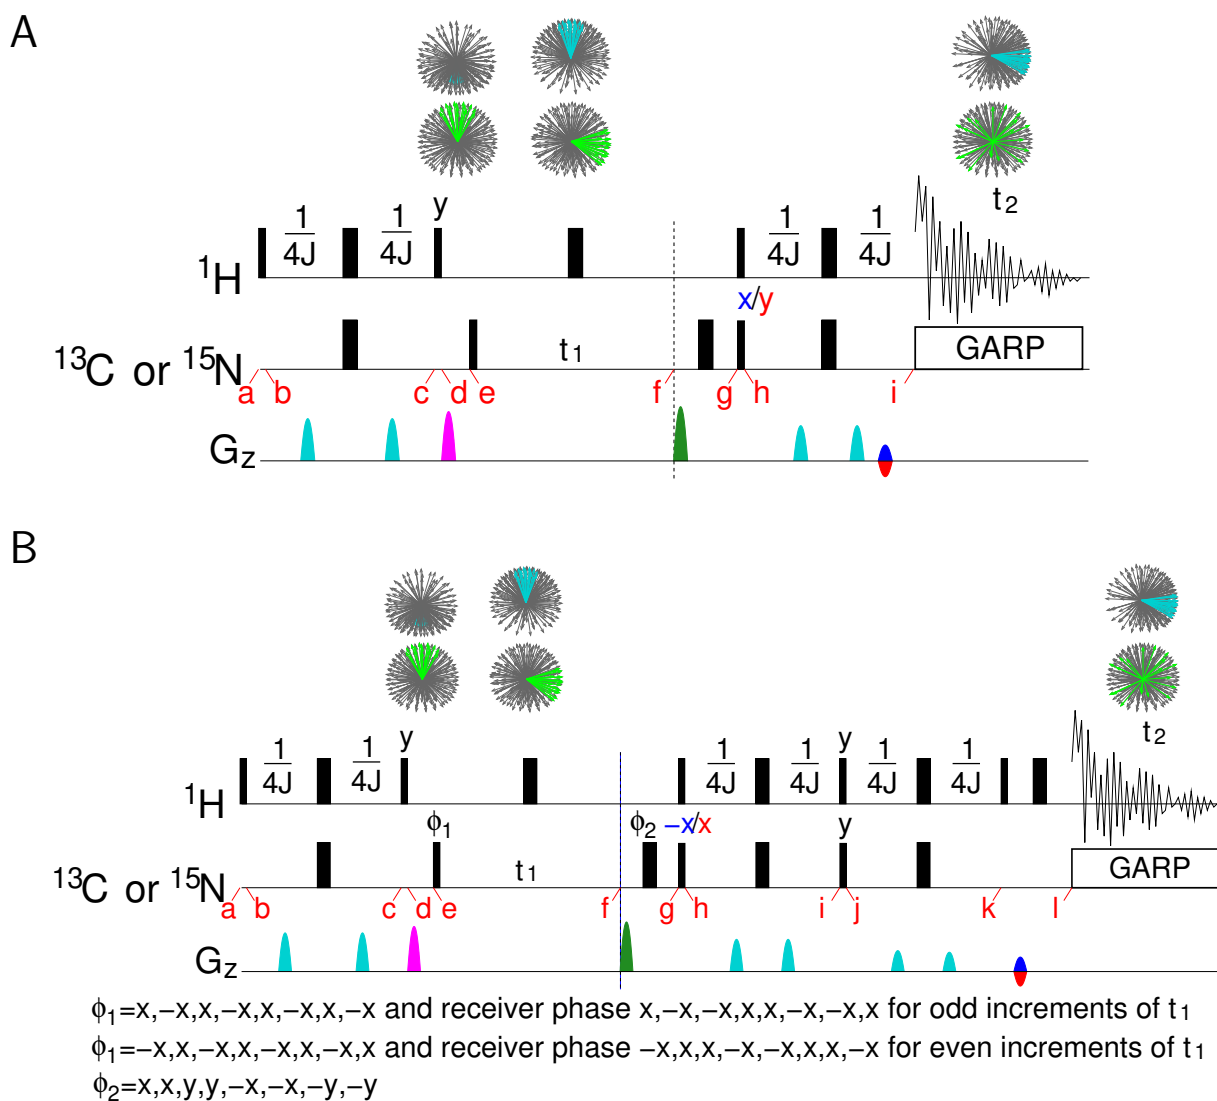 A
t2
1/4J 1/4J y 1/4J 1/4J
1H
x/y
13C or 15N t1 GARP
a b c d e f g h i
Gz
B
t2
1/4J 1/4J y 1/4J 1/4J y 1/4J 1/4J
1H
ϕ1 ϕ2 −x/x y
13C or 15N t1 GARP
a b c d e f g h i j k l
Gz
ϕ1=x,−x,x,−x,x,−x,x,−x and receiver phase x,−x,−x,x,x,−x,−x,x for odd increments of t1
ϕ1=−x,x,−x,x,−x,x,−x,x and receiver phase −x,x,x,−x,−x,x,x,−x for even increments of t1
ϕ2=x,x,y,y,−x,−x,−y,−y